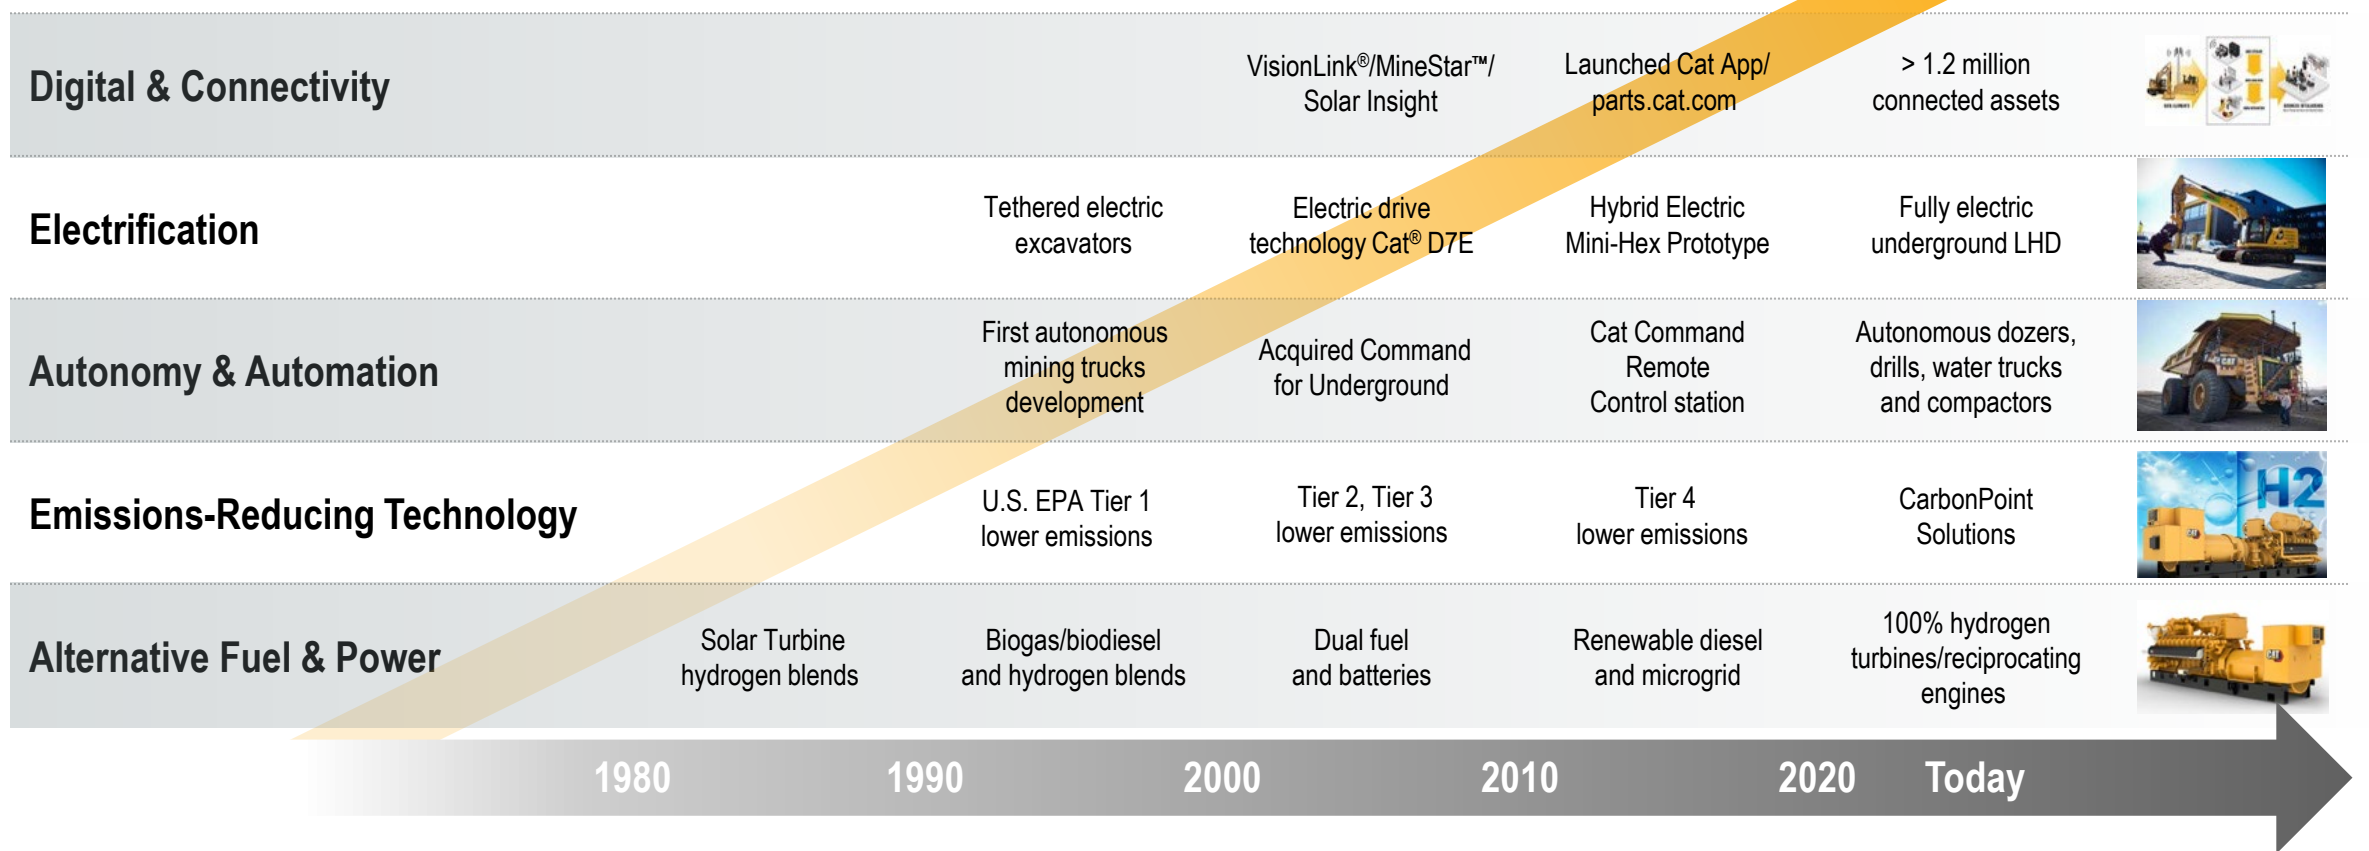 Digital & Connectivity
VisionLink®/MineStar™/
Solar Insight
Launched Cat App/
parts.cat.com
> 1.2 million
connected assets
Electrification
Tethered electric
excavators
Electric drive
technology Cat® D7E
Hybrid Electric
Mini-Hex Prototype
Fully electric
underground LHD
Autonomy & Automation
First autonomous
mining trucks
development
Acquired Command
for Underground
Cat Command
Remote
Control station
Autonomous dozers,
drills, water trucks
and compactors
CAT
Emissions-Reducing Technology
U.S. EPA Tier 1
lower emissions
Tier 2, Tier 3
lower emissions
Tier 4
lower emissions
CarbonPoint
Solutions
H2
CAT
Alternative Fuel & Power
Solar Turbine
hydrogen blends
Biogas/biodiesel
and hydrogen blends
Dual fuel
and batteries
Renewable diesel
and microgrid
100% hydrogen
turbines/reciprocating
engines
CAT
1980
1990
2000
2010
2020
Today